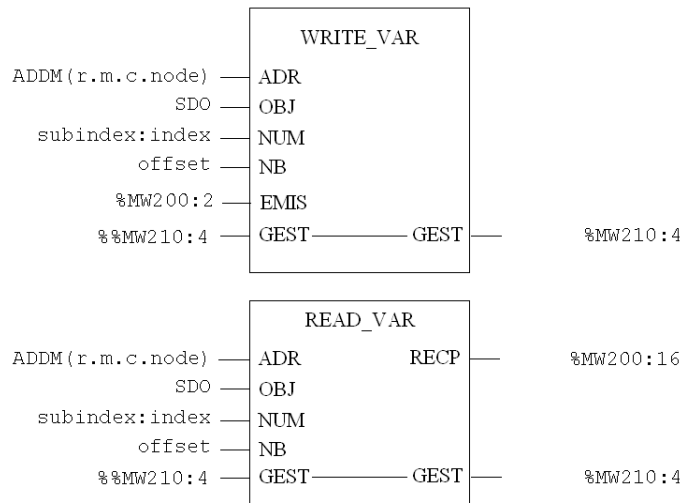 WRITE_VAR
ADDM(r.m.c.node) ADR
SDO OBJ
subindex:index NUM
offset NB
%MW200:2 EMIS
%%MW210:4 GEST GEST %MW210:4
READ_VAR
ADDM(r.m.c.node) ADR RECP %MW200:16
SDO OBJ
subindex:index NUM
offset NB
%%MW210:4 GEST GEST %MW210:4